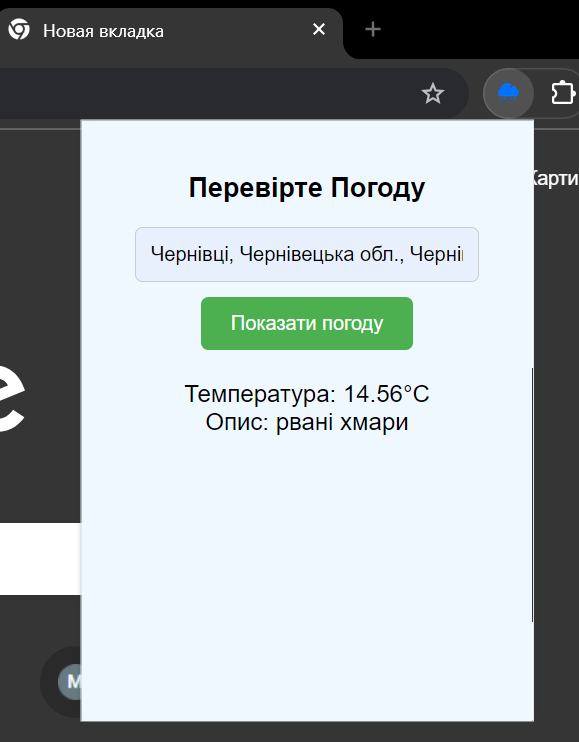 Новая вкладка
Карти
Перевірте Погоду
Чернівці, Чернівецька обл., Черні
Показати погоду
Температура: 14.56°C
Опис: рвані хмари
e
M